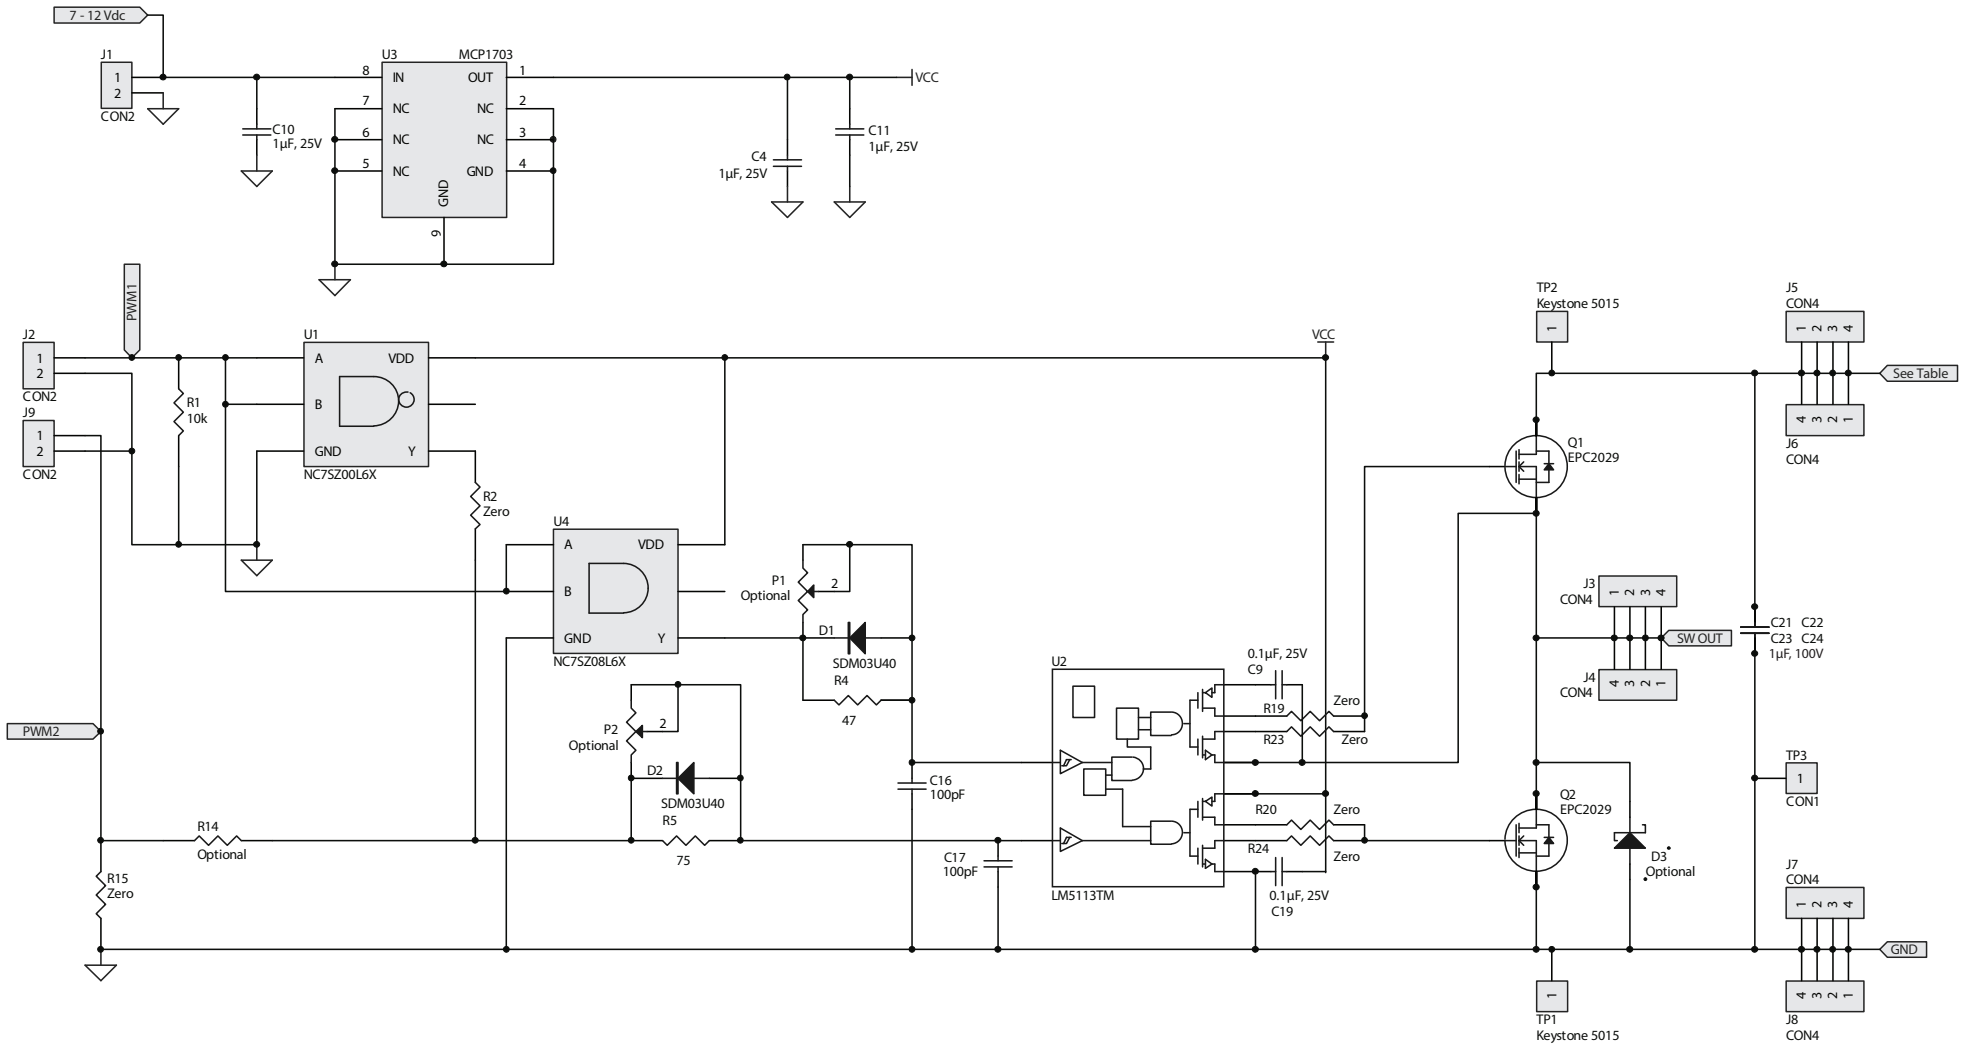 7 - 12 Vdc
J1
1
2
CON2
C10
1µF, 25V
U3
MCP1703
8
IN
OUT
1
7
NC
NC
2
6
NC
NC
3
5
NC
GND
4
GND
9
VCC
C4
1µF, 25V
C11
1µF, 25V
PWM1
J2
1
2
CON2
J9
1
2
CON2
R1
10k
U1
A
VDD
B
GND
Y
NC7SZ00L6X
R2
Zero
U4
A
VDD
B
GND
Y
NC7SZ08L6X
P1
Optional
2
D1
SDM03U40
R4
47
P2
Optional
2
D2
SDM03U40
R5
75
PWM2
R14
Optional
R15
Zero
C16
100pF
C17
100pF
VCC
U2
LM5113TM
0.1µF, 25V
C9
R19
Zero
R23
Zero
R20
Zero
R24
Zero
0.1µF, 25V
C19
TP2
Keystone 5015
1
J5
CON4
1 2 3 4
See Table
4 3 2 1
J6
CON4
Q1
EPC2029
J3
CON4
1 2 3 4
SW OUT
J4
CON4
4 3 2 1
C21 C22
C23 C24
1µF, 100V
TP3
1
CON1
Q2
EPC2029
D3
Optional
J7
CON4
1 2 3 4
GND
4 3 2 1
J8
CON4
1
TP1
Keystone 5015